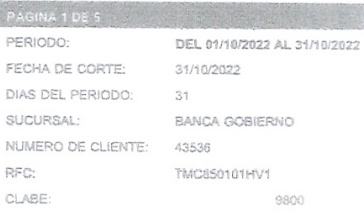 PAGINA 1 DE 5
PERIODO: DEL 01/10/2022 AL 31/10/2022
FECHA DE CORTE: 31/10/2022
DIAS DEL PERIODO: 31
SUCURSAL: BANCA GOBIERNO
NUMERO DE CLIENTE: 43536
RFC: TMC850101HV1
CLABE: 9800